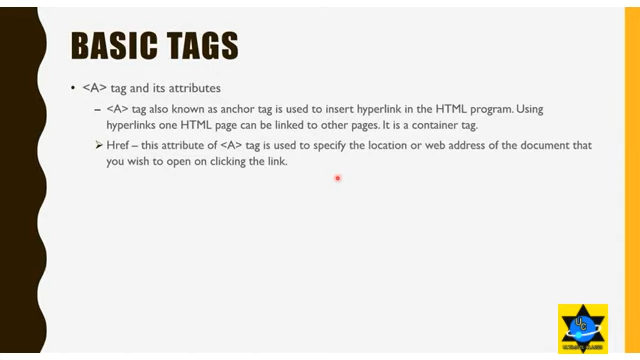 BASIC TAGS
• <A> tag and its attributes
– <A> tag also known as anchor tag is used to insert hyperlink in the HTML program. Using
hyperlinks one HTML page can be linked to other pages. It is a container tag.
➢ Href – this attribute of <A> tag is used to specify the location or web address of the document that
you wish to open on clicking the link.
UC